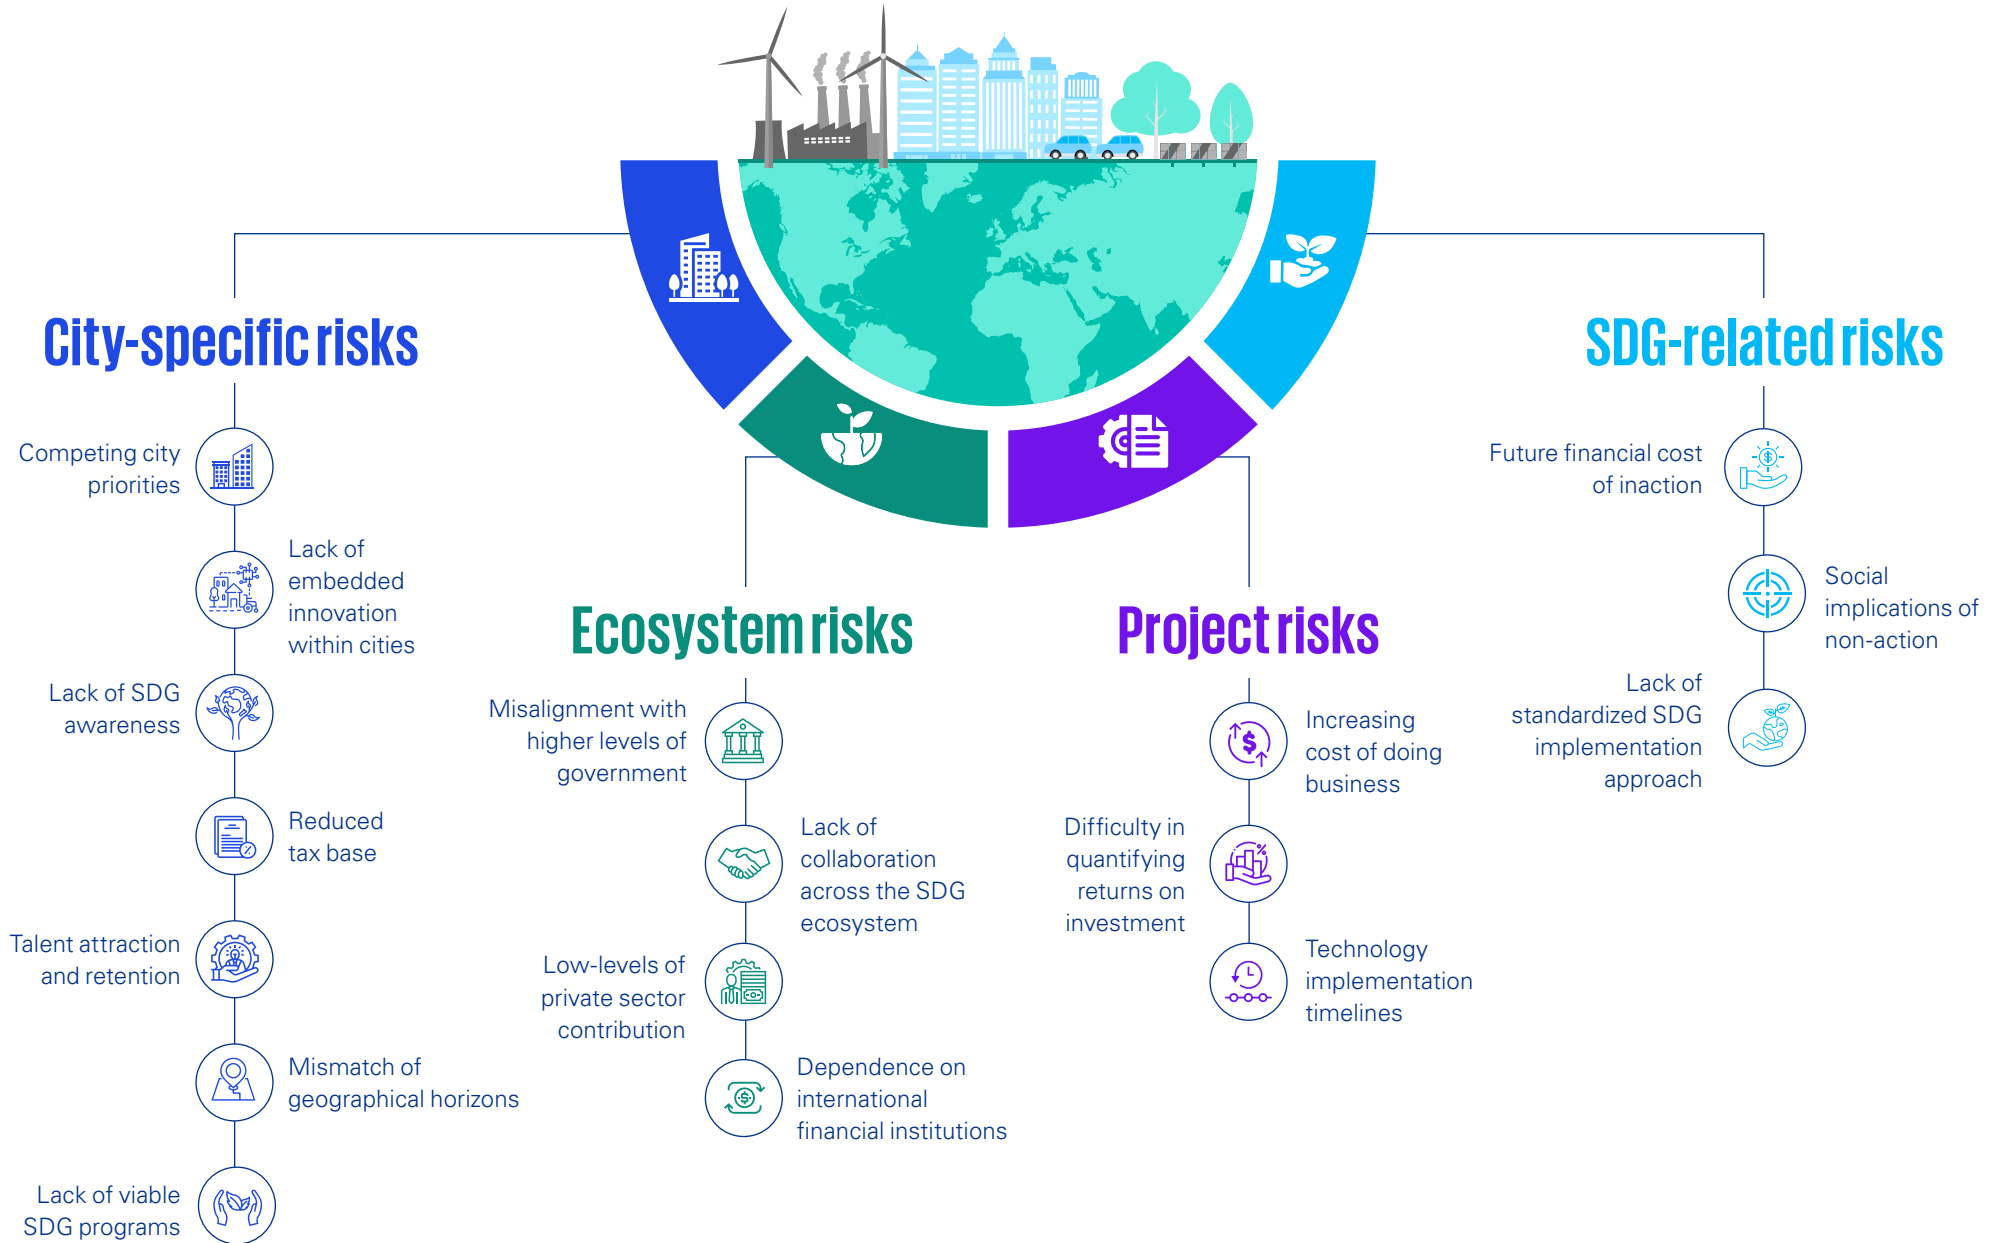 City-specific risks
Competing city
priorities
Lack of
embedded
innovation
within cities
Lack of SDG
awareness
Reduced
tax base
Talent attraction
and retention
Mismatch of
geographical horizons
Lack of viable
SDG programs
Ecosystem risks
Misalignment with
higher levels of
government
Lack of
collaboration
across the SDG
ecosystem
Low-levels of
private sector
contribution
Dependence on
international
financial institutions
Project risks
Increasing
cost of doing
business
Difficulty in
quantifying
returns on
investment
Technology
implementation
timelines
SDG-related risks
Future financial cost
of inaction
Social
implications of
non-action
Lack of
standardized SDG
implementation
approach